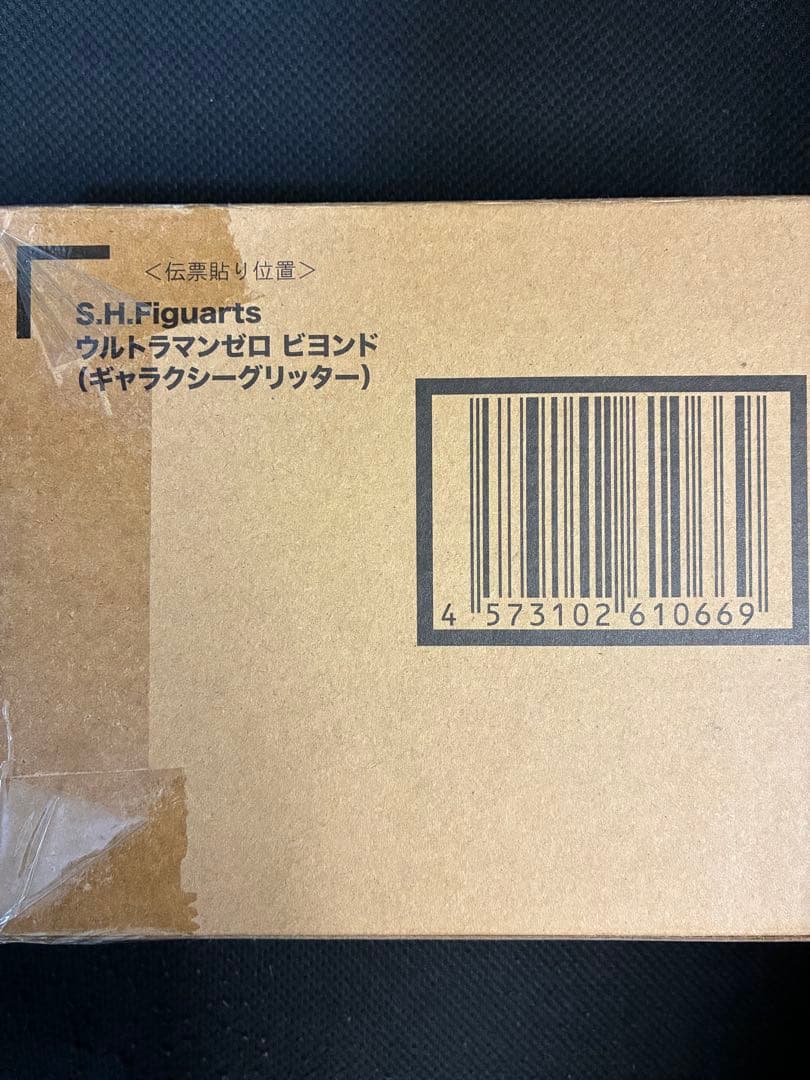 <伝票貼り位置>
S.H.Figuarts
ウルトラマンゼロ ビヨンド
(ギャラクシーグリッター)
4 573102 610669